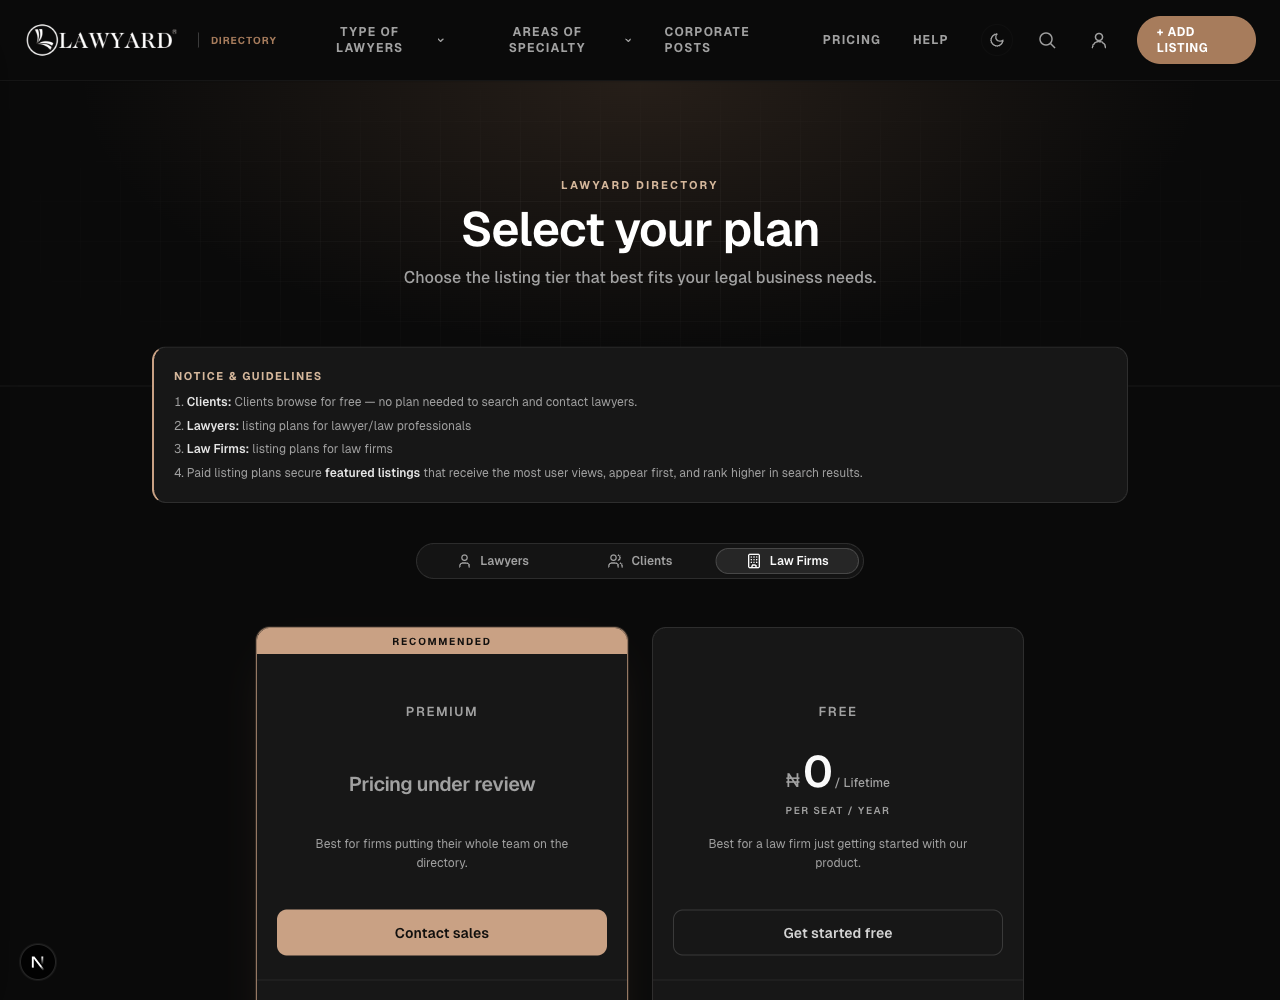 LAWYARD®
DIRECTORY
TYPE OF LAWYERS
AREAS OF SPECIALTY
CORPORATE POSTS
PRICING
HELP
+ ADD LISTING
LAWYARD DIRECTORY
Select your plan
Choose the listing tier that best fits your legal business needs.
NOTICE & GUIDELINES
1. Clients: Clients browse for free — no plan needed to search and contact lawyers.
2. Lawyers: listing plans for lawyer/law professionals
3. Law Firms: listing plans for law firms
4. Paid listing plans secure featured listings that receive the most user views, appear first, and rank higher in search results.
Lawyers
Clients
Law Firms
RECOMMENDED
PREMIUM
Pricing under review
Best for firms putting their whole team on the
directory.
Contact sales
FREE
₦0 / Lifetime
PER SEAT / YEAR
Best for a law firm just getting started with our
product.
Get started free
N